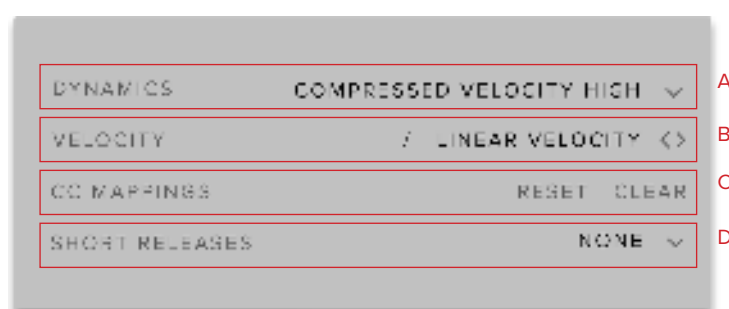 DYNAMICS COMPRESSED VELOCITY HIGH A
VELOCITY / LINEAR VELOCITY <> B
CC MAPPINGS RESET CLEAR C
SHORT RELEASES NONE D